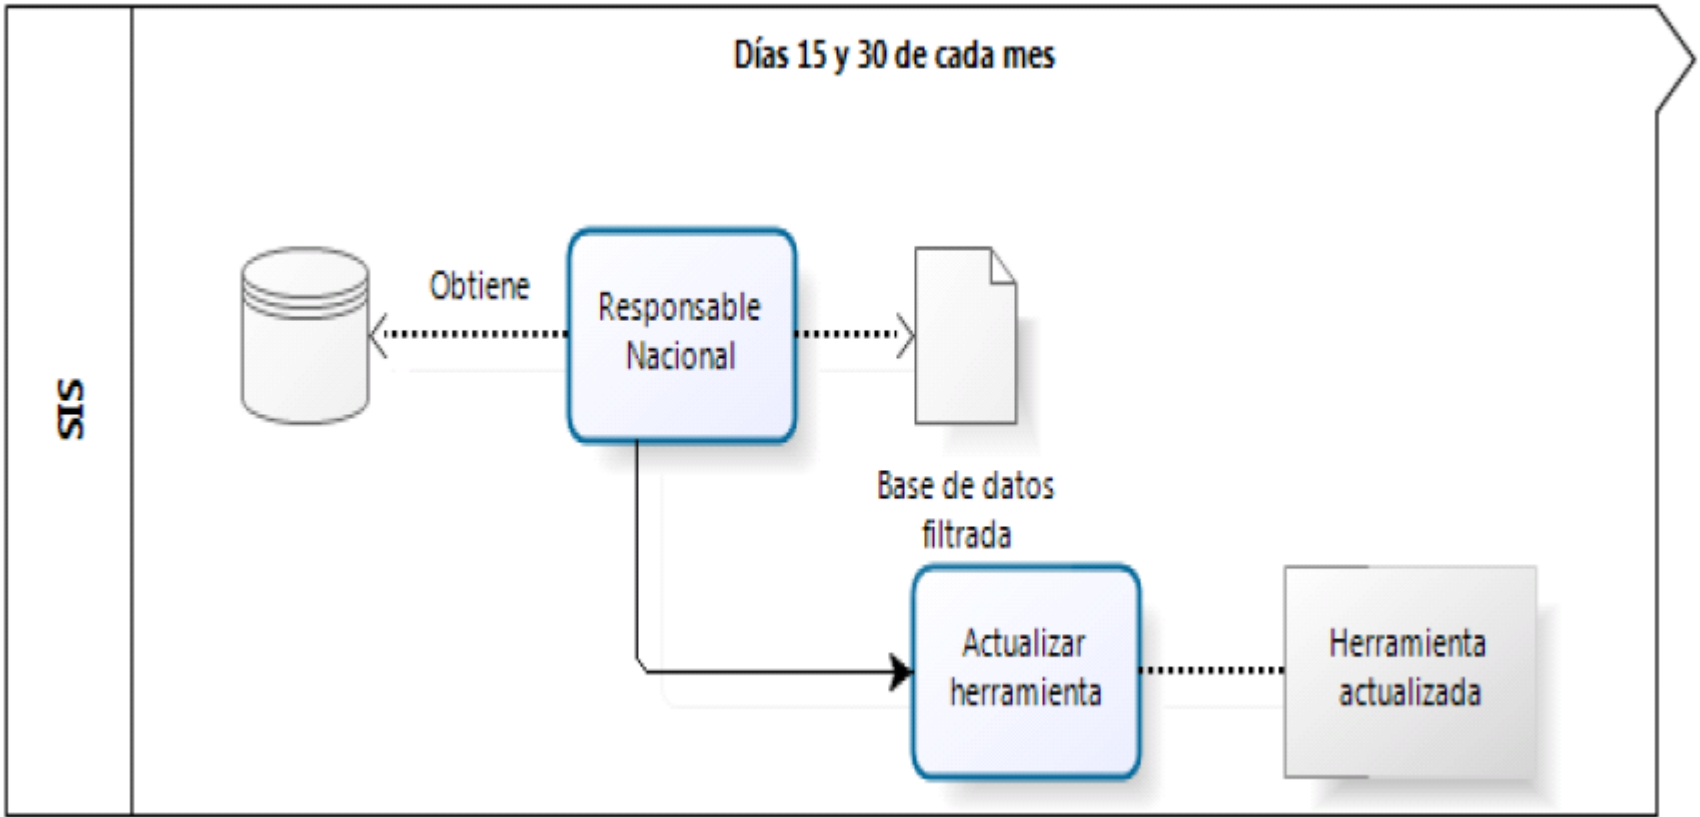 Días 15 y 30 de cada mes
SIS
Obtiene
Responsable
Nacional
Base de datos
filtrada
Actualizar
herramienta
Herramienta
actualizada